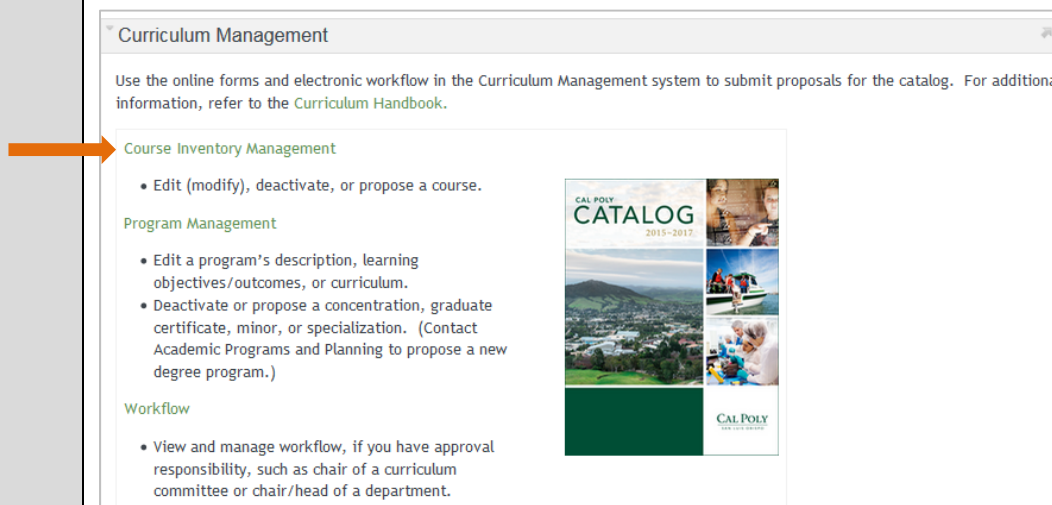 Curriculum Management
Use the online forms and electronic workflow in the Curriculum Management system to submit proposals for the catalog.  For additiona
information, refer to the Curriculum Handbook.
Course Inventory Management
• Edit (modify), deactivate, or propose a course.
Program Management
• Edit a program's description, learning
objectives/outcomes, or curriculum.
• Deactivate or propose a concentration, graduate
certificate, minor, or specialization.  (Contact
Academic Programs and Planning to propose a new
degree program.)
Workflow
• View and manage workflow, if you have approval
responsibility, such as chair of a curriculum
committee or chair/head of a department.
CAL POLY
CATALOG
2015–2017
CAL POLY
SAN LUIS OBISPO